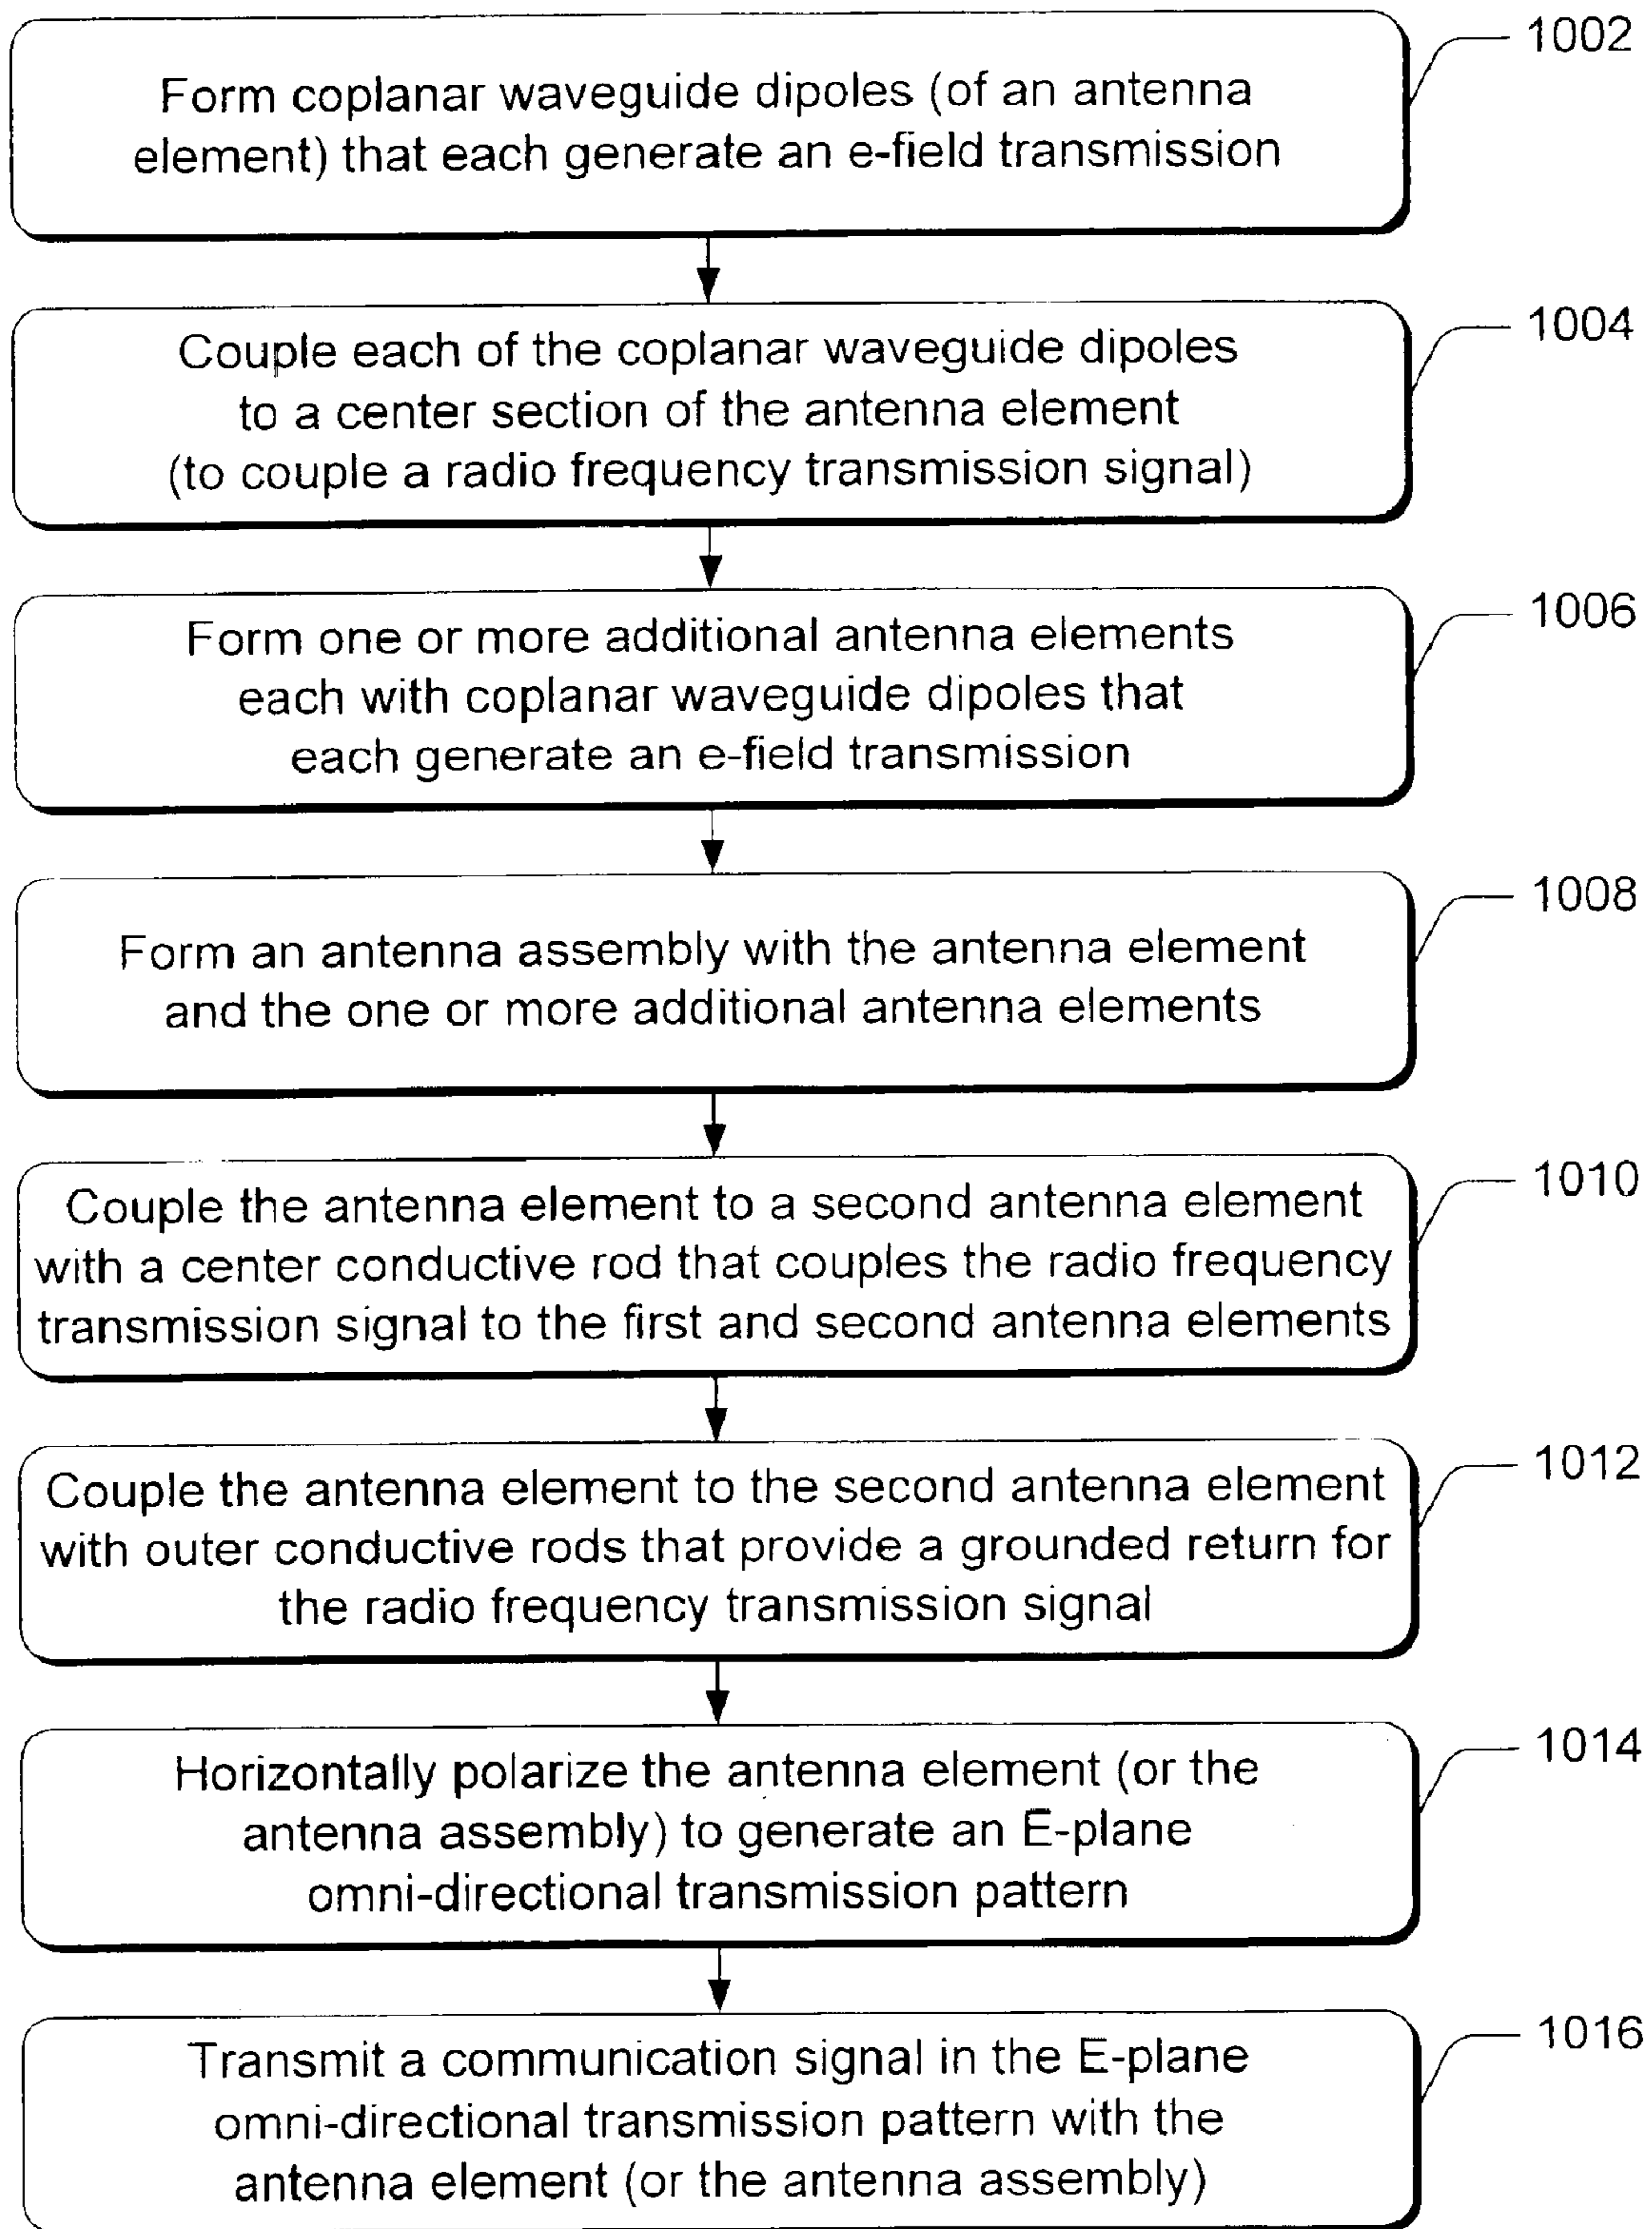 1002
Form coplanar waveguide dipoles (of an antenna
element) that each generate an e-field transmission
1004
Couple each of the coplanar waveguide dipoles
to a center section of the antenna element
(to couple a radio frequency transmission signal)
1006
Form one or more additional antenna elements
each with coplanar waveguide dipoles that
each generate an e-field transmission
1008
Form an antenna assembly with the antenna element
and the one or more additional antenna elements
1010
Couple the antenna element to a second antenna element
with a center conductive rod that couples the radio frequency
transmission signal to the first and second antenna elements
1012
Couple the antenna element to the second antenna element
with outer conductive rods that provide a grounded return for
the radio frequency transmission signal
1014
Horizontally polarize the antenna element (or the
antenna assembly) to generate an E-plane
omni-directional transmission pattern
1016
Transmit a communication signal in the E-plane
omni-directional transmission pattern with the
antenna element (or the antenna assembly)